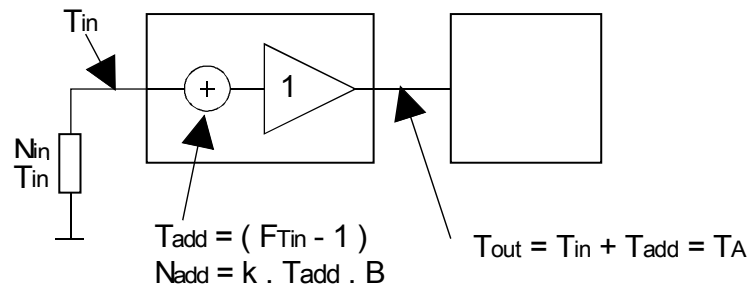 Tin
1
+
Nin
Tin
Tadd = ( FTin - 1 )
Nadd = k . Tadd . B
Tout = Tin + Tadd = TA